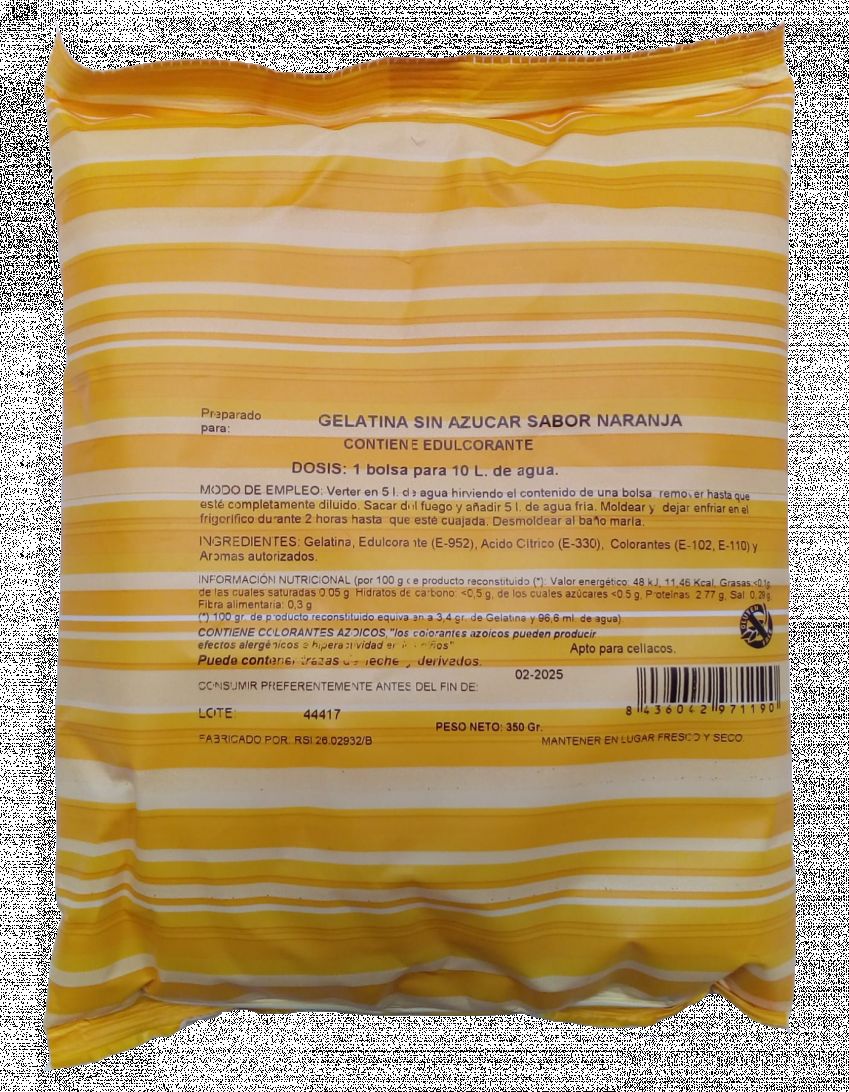 Preparado
para:
GELATINA SIN AZUCAR SABOR NARANJA
CONTIENE EDULCORANTE
DOSIS: 1 bolsa para 10 L. de agua.
MODO DE EMPLEO: Verter en 5 l. de agua hirviendo el contenido de una bolsa remover hasta que
esté completamente diluido. Sacar del fuego y añadir 5 l. de agua fria. Moldear y dejar enfriar en el
frigorifico durante 2 horas hasta que esté cuajada. Desmoldear al baño maría.
INGREDIENTES: Gelatina, Edulcorante (E-952), Acido Cítrico (E-330), Colorantes (E-102, E-110) y
Aromas autorizados.
INFORMACIÓN NUTRICIONAL (por 100 g de producto reconstituido (*): Valor energético: 48 kJ, 11,46 Kcal, Grasas:<0,1g,
de las cuales saturadas 0.05 g Hidratos de carbono: <0,5 g, de los cuales azúcares <0.5 g, Proteínas 2.77 g, Sal 0,29 g,
Fibra alimentaria: 0,3 g
(*) 100 gr. de producto reconstituido equivalen a 3,4 gr. de Gelatina y 96,6 ml. de agua)
CONTIENE COLORANTES AZOICOS,"los colorantes azoicos pueden producir
efectos alergénicos e hiperactividad en niños"
Apto para celiacos.
Puede contener trazas de leche y derivados.
02-2025
CONSUMIR PREFERENTEMENTE ANTES DEL FIN DE:
8 436042 971190
LOTE: 44417
PESO NETO: 350 Gr.
FABRICADO POR: RSI 26.02932/B
MANTENER EN LUGAR FRESCO Y SECO.